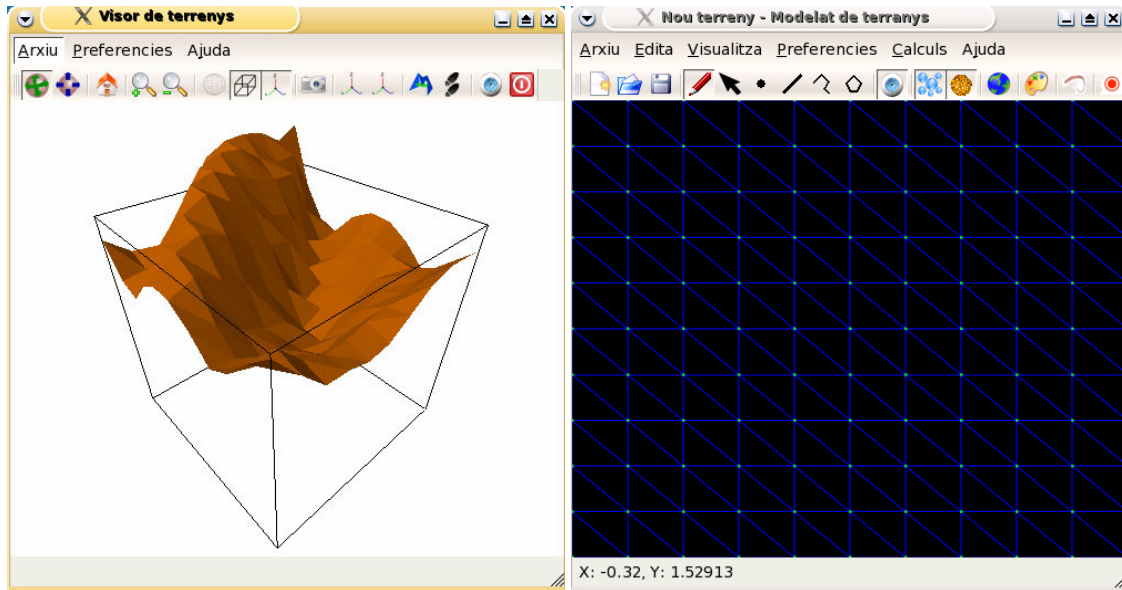 Visor de terrenys
Arxiu Preferencies Ajuda
Nou terreny - Modelat de terranys
Arxiu Edita Visualitza Preferencies Calculs Ajuda
X: -0.32, Y: 1.52913